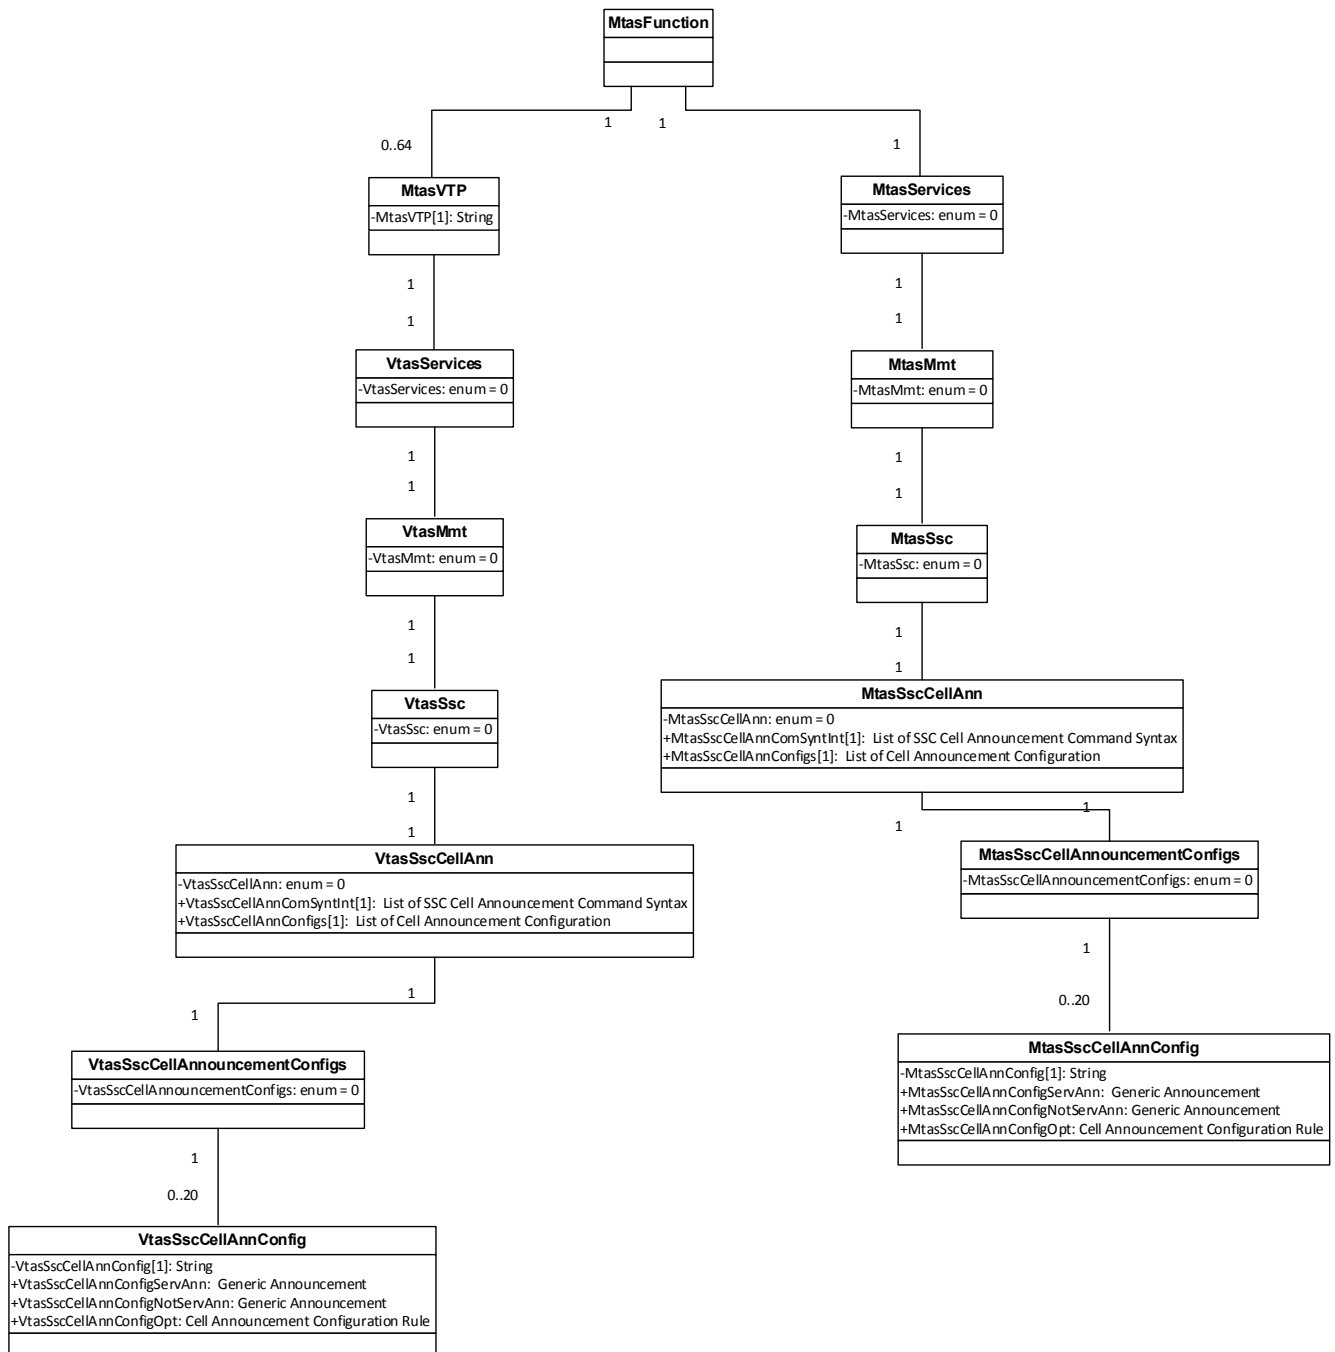 MtasFunction
1
1
0..64
1
MtasVTP
-MtasVTP[1]: String
MtasServices
-MtasServices: enum = 0
1
1
1
1
VtasServices
-VtasServices: enum = 0
MtasMmt
-MtasMmt: enum = 0
1
1
1
1
VtasMmt
-VtasMmt: enum = 0
MtasSsc
-MtasSsc: enum = 0
1
1
1
1
VtasSsc
-VtasSsc: enum = 0
MtasSscCellAnn
-MtasSscCellAnn: enum = 0
+MtasSscCellAnnComSyntInt[1]:  List of SSC Cell Announcement Command Syntax
+MtasSscCellAnnConfigs[1]:  List of Cell Announcement Configuration
1
1
1
1
VtasSscCellAnn
-VtasSscCellAnn: enum = 0
+VtasSscCellAnnComSyntInt[1]:  List of SSC Cell Announcement Command Syntax
+VtasSscCellAnnConfigs[1]:  List of Cell Announcement Configuration
MtasSscCellAnnouncementConfigs
-MtasSscCellAnnouncementConfigs: enum = 0
1
1
1
0..20
VtasSscCellAnnouncementConfigs
-VtasSscCellAnnouncementConfigs: enum = 0
MtasSscCellAnnConfig
-MtasSscCellAnnConfig[1]: String
+MtasSscCellAnnConfigServAnn:  Generic Announcement
+MtasSscCellAnnConfigNotServAnn: Generic Announcement
+MtasSscCellAnnConfigOpt: Cell Announcement Configuration Rule
1
0..20
VtasSscCellAnnConfig
-VtasSscCellAnnConfig[1]: String
+VtasSscCellAnnConfigServAnn:  Generic Announcement
+VtasSscCellAnnConfigNotServAnn: Generic Announcement
+VtasSscCellAnnConfigOpt: Cell Announcement Configuration Rule